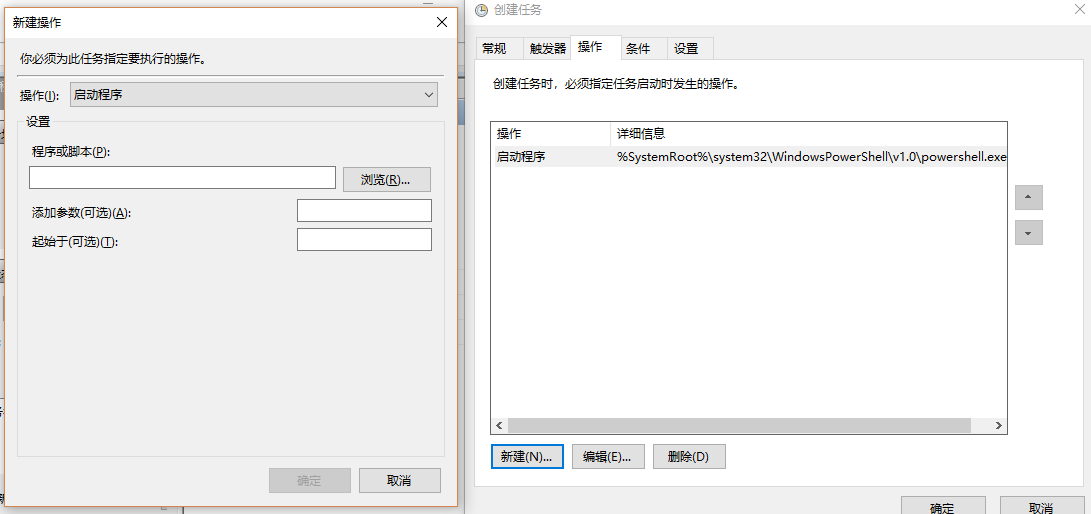 新建操作
你必须为此任务指定要执行的操作。
操作(I):
启动程序
设置
程序或脚本(P):
浏览(R)...
添加参数(可选)(A):
起始于(可选)(T):
确定
取消
创建任务
常规
触发器
操作
条件
设置
创建任务时，必须指定任务启动时发生的操作。
操作
详细信息
启动程序
%SystemRoot%\system32\WindowsPowerShell\v1.0\powershell.exe
新建(N)...
编辑(E)...
删除(D)
确定
取消